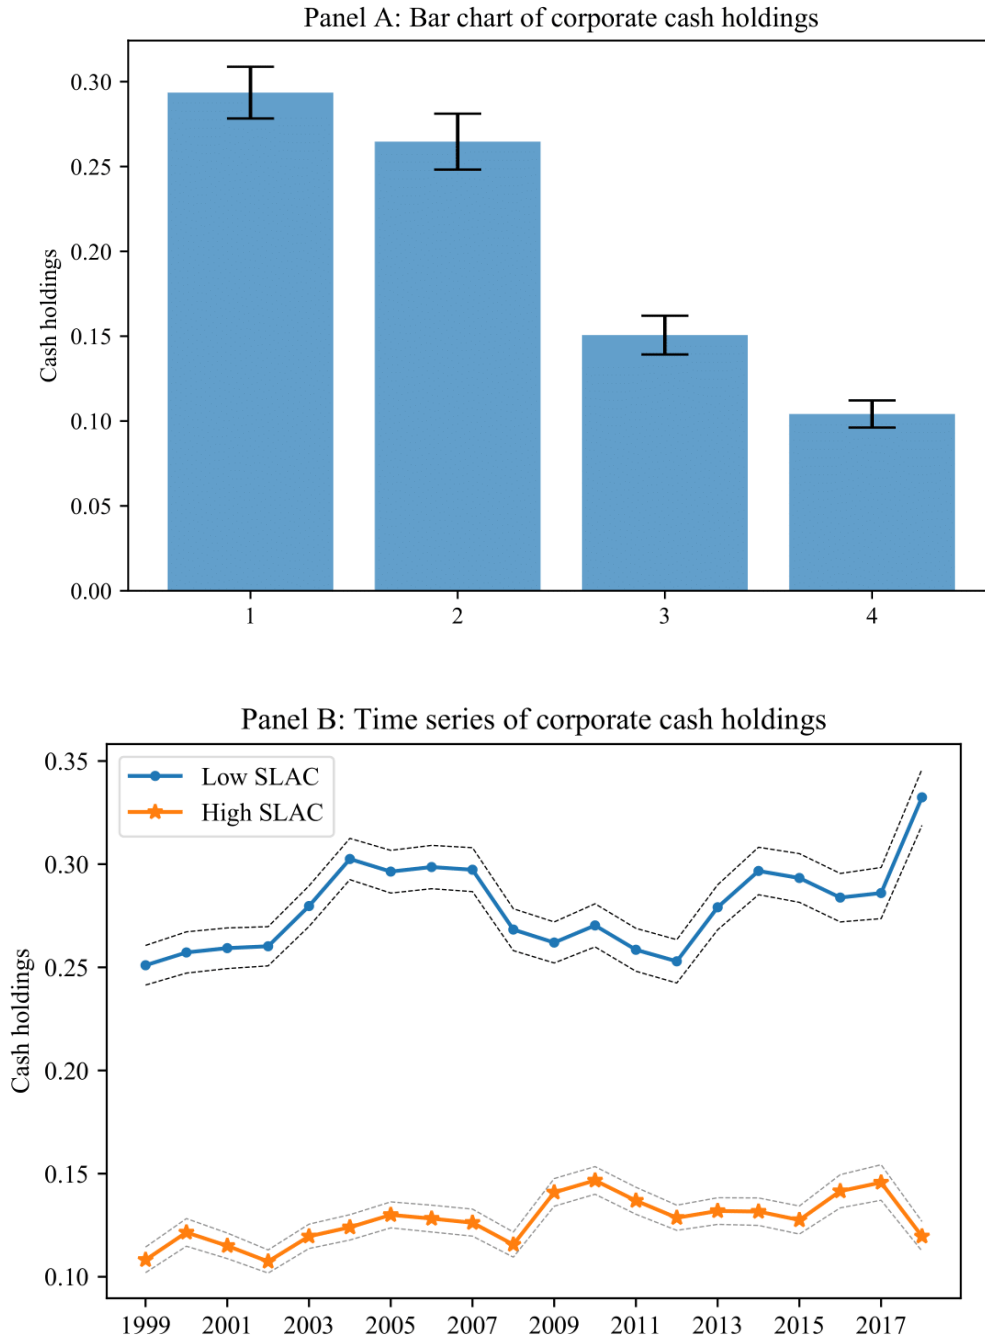 Panel A: Bar chart of corporate cash holdings
0.30
0.25
0.20
0.15
0.10
0.05
0.00
Cash holdings
1 2 3 4
Panel B: Time series of corporate cash holdings
Low SLAC
High SLAC
0.35
0.30
0.25
0.20
0.15
0.10
Cash holdings
1999 2001 2003 2005 2007 2009 2011 2013 2015 2017